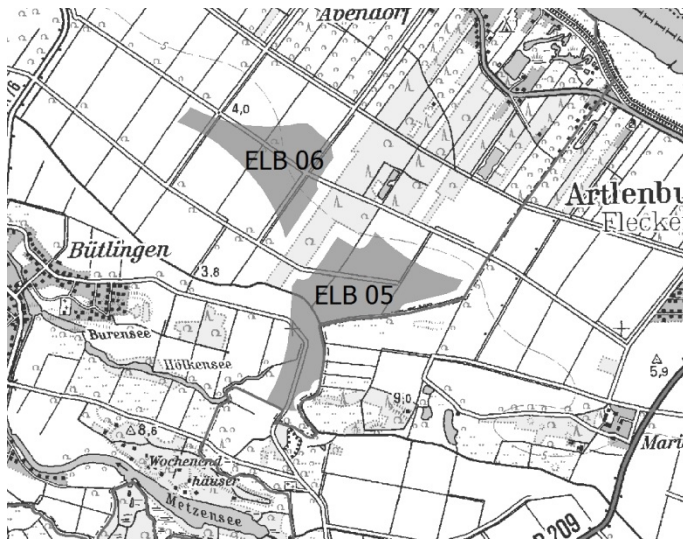 Avendorf
4,0
ELB 06
Artlenbu
Flecke
Bütlingen
3.8
ELB 05
Burensee
Hölkensee
5,9
9,0
8,6
Wochenend
häuser
Mari
Metzensee
B 209